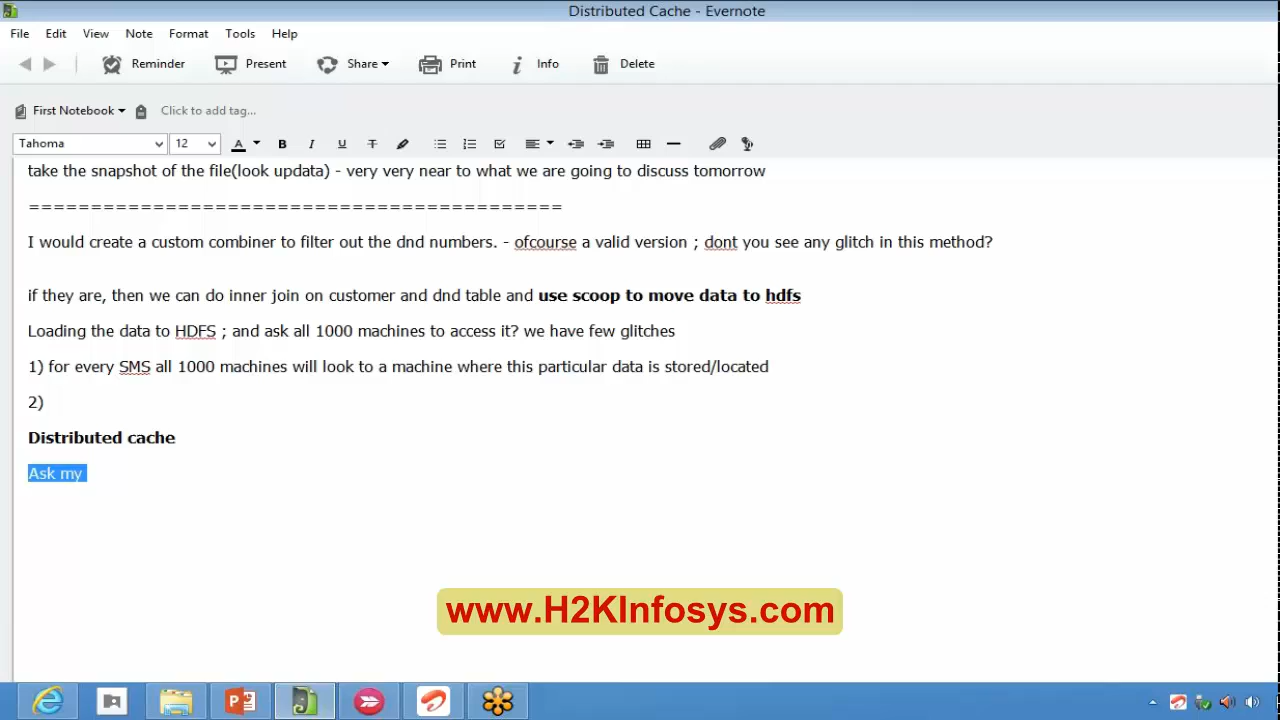 Distributed Cache - Evernote
File Edit View Note Format Tools Help
Reminder Present Share Print Info Delete
First Notebook Click to add tag...
Tahoma 12 A B I U T
take the snapshot of the file(look updata) - very very near to what we are going to discuss tomorrow
===========================================
I would create a custom combiner to filter out the dnd numbers. - ofcourse a valid version ; dont you see any glitch in this method?
if they are, then we can do inner join on customer and dnd table and use scoop to move data to hdfs
Loading the data to HDFS ; and ask all 1000 machines to access it? we have few glitches
1) for every SMS all 1000 machines will look to a machine where this particular data is stored/located
2)
Distributed cache
Ask my
www.H2KInfosys.com